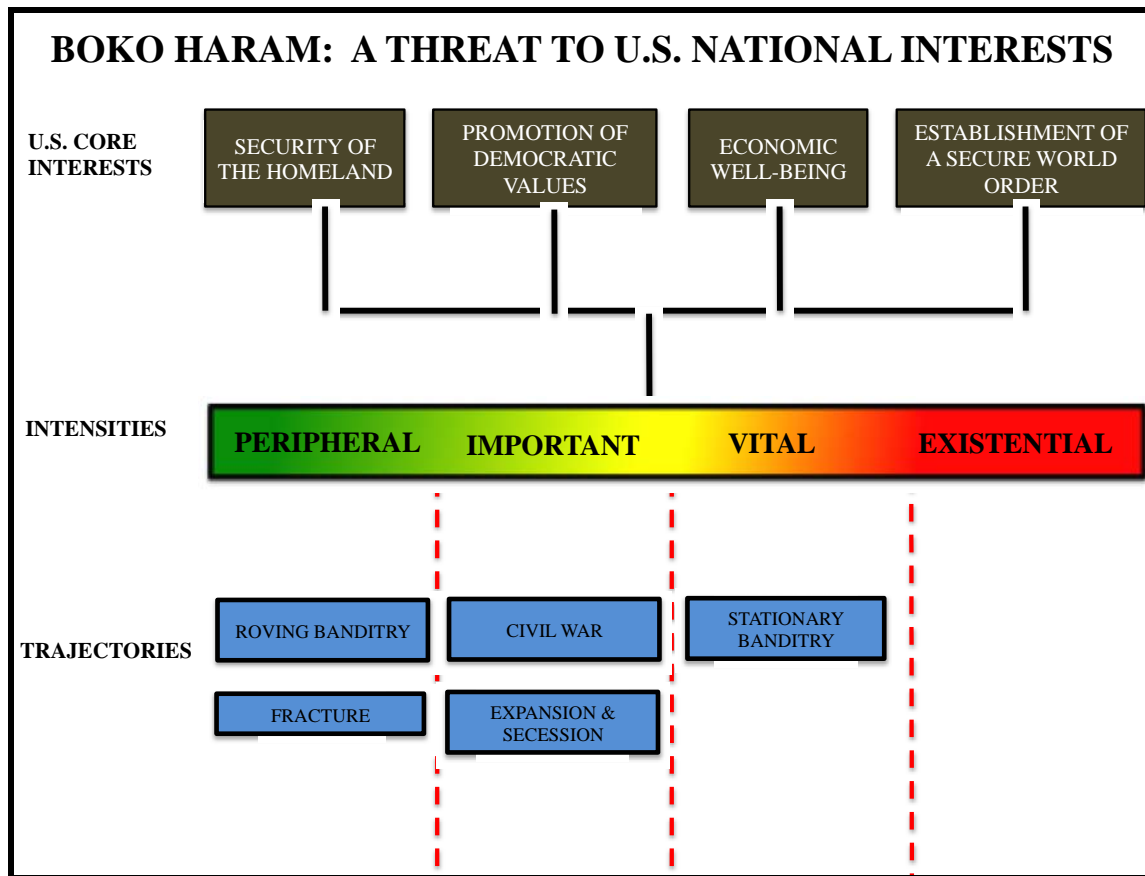 BOKO HARAM: A THREAT TO U.S. NATIONAL INTERESTS
U.S. CORE
INTERESTS
SECURITY OF
THE HOMELAND
PROMOTION OF
DEMOCRATIC
VALUES
ECONOMIC
WELL-BEING
ESTABLISHMENT OF
A SECURE WORLD
ORDER
INTENSITIES
PERIPHERAL
IMPORTANT
VITAL
EXISTENTIAL
TRAJECTORIES
ROVING BANDITRY
CIVIL WAR
STATIONARY
BANDITRY
FRACTURE
EXPANSION &
SECESSION